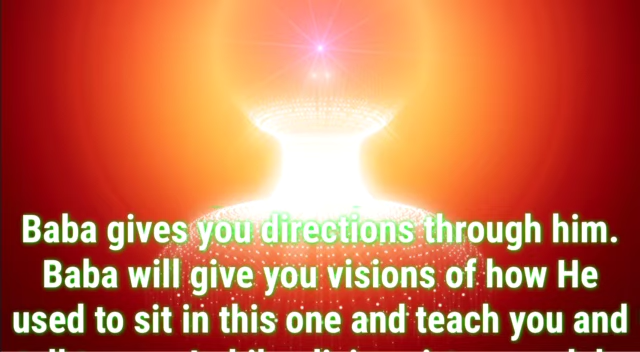 Baba gives you directions through him.
Baba will give you visions of how He
used to sit in this one and teach you and